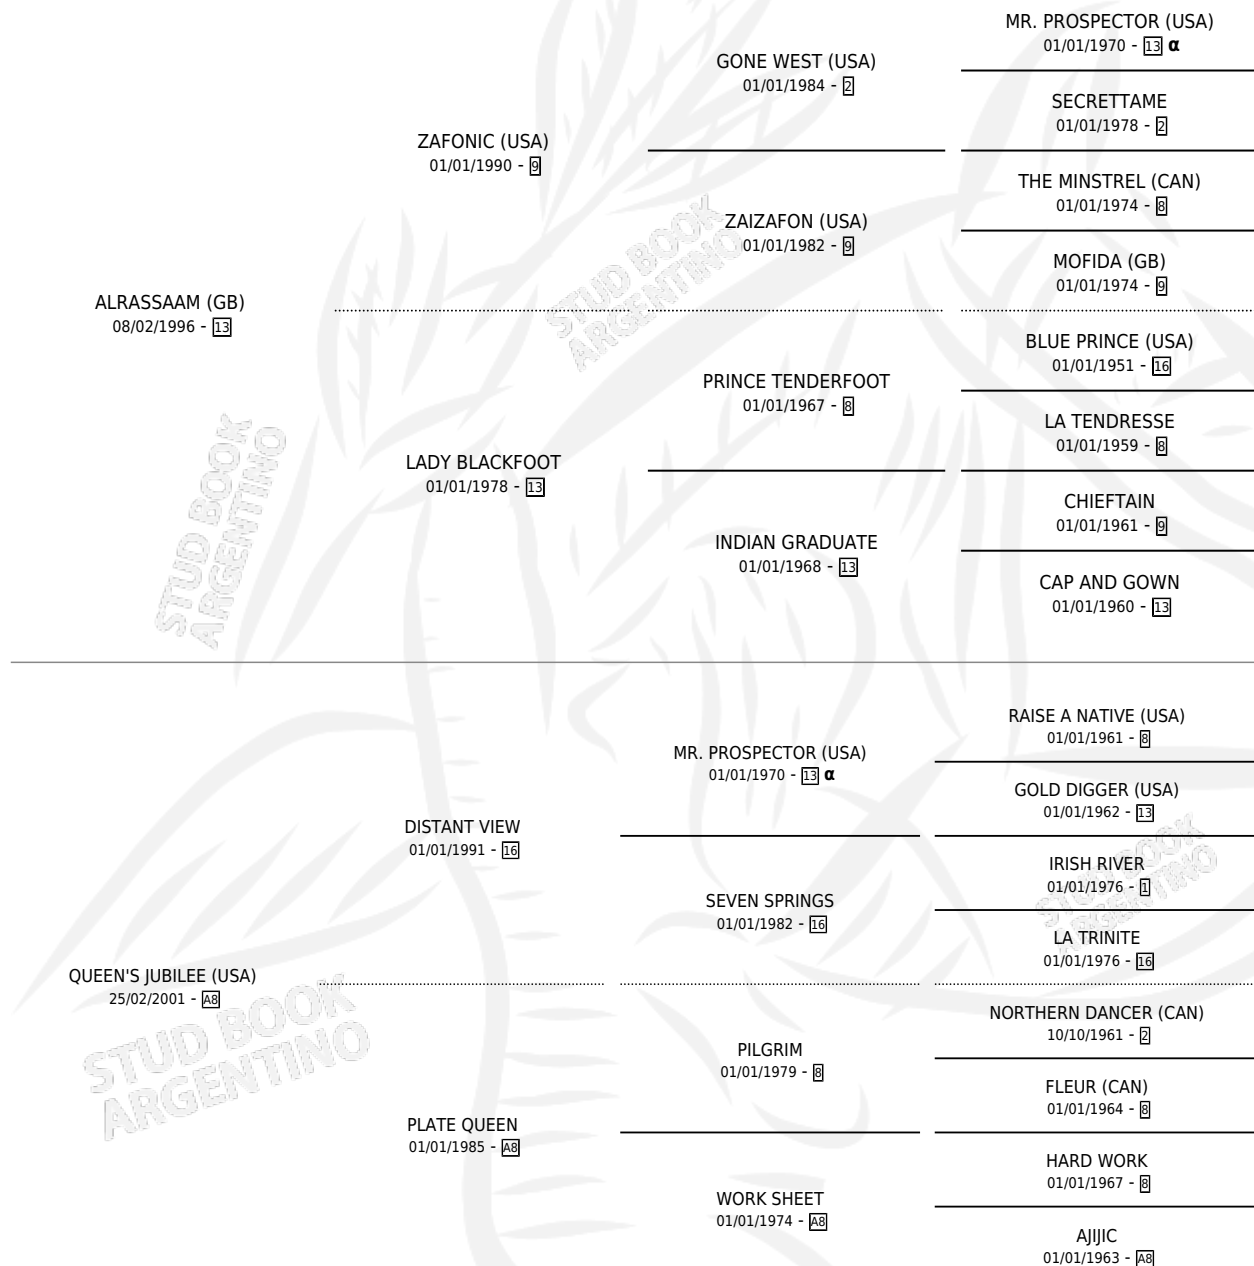 MR. PROSPECTOR (USA)
01/01/1970 - 13 α
GONE WEST (USA)
01/01/1984 - 2
SECRETTAME
01/01/1978 - 2
ZAFONIC (USA)
01/01/1990 - 9
THE MINSTREL (CAN)
01/01/1974 - 8
ZAIZAFON (USA)
01/01/1982 - 9
MOFIDA (GB)
01/01/1974 - 9
ALRASSAAM (GB)
08/02/1996 - 13
STUD BOOK
ARGENTINO
BLUE PRINCE (USA)
01/01/1951 - 16
PRINCE TENDERFOOT
01/01/1967 - 8
LA TENDRESSE
01/01/1959 - 8
LADY BLACKFOOT
01/01/1978 - 13
CHIEFTAIN
01/01/1961 - 9
INDIAN GRADUATE
01/01/1968 - 13
CAP AND GOWN
01/01/1960 - 13
STUD BOOK
ARGENTINO
RAISE A NATIVE (USA)
01/01/1961 - 8
MR. PROSPECTOR (USA)
01/01/1970 - 13 α
GOLD DIGGER (USA)
01/01/1962 - 13
DISTANT VIEW
01/01/1991 - 16
IRISH RIVER
01/01/1976 - 1
STUD BOOK
ARGENTINO
SEVEN SPRINGS
01/01/1982 - 16
LA TRINITE
01/01/1976 - 16
QUEEN'S JUBILEE (USA)
25/02/2001 - A8
STUD BOOK
ARGENTINO
NORTHERN DANCER (CAN)
10/10/1961 - 2
PILGRIM
01/01/1979 - 8
FLEUR (CAN)
01/01/1964 - 8
PLATE QUEEN
01/01/1985 - A8
HARD WORK
01/01/1967 - 8
WORK SHEET
01/01/1974 - A8
AJIJIC
01/01/1963 - A8